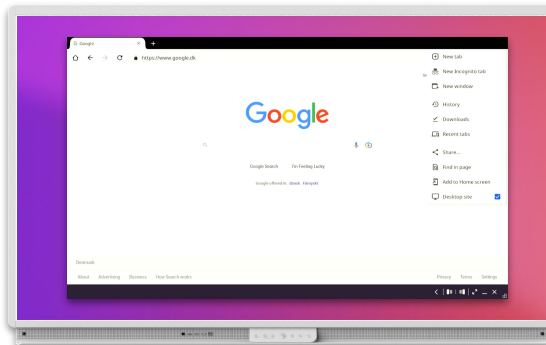 Google
https://www.google.dk
New tab
New Incognito tab
New window
History
Downloads
Recent tabs
Share...
Find in page
Add to Home screen
Desktop site
Google
Google Search I'm Feeling Lucky
Google offered in: dansk Føroyskt
Denmark
About Advertising Business How Search works
Privacy Terms Settings